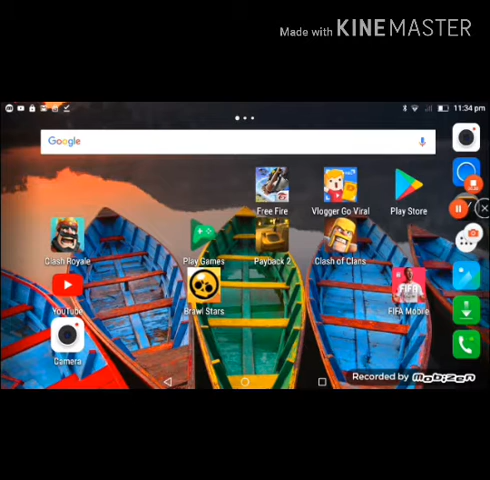 Made with KINEMASTER
11:34 pm
Google
Free Fire
Vlogger Go Viral
Play Store
Clash Royale
Play Games
Payback 2
Clash of Clans
YouTube
Brawl Stars
FIFA
FIFA Mobile
Camera
Recorded by mobizen